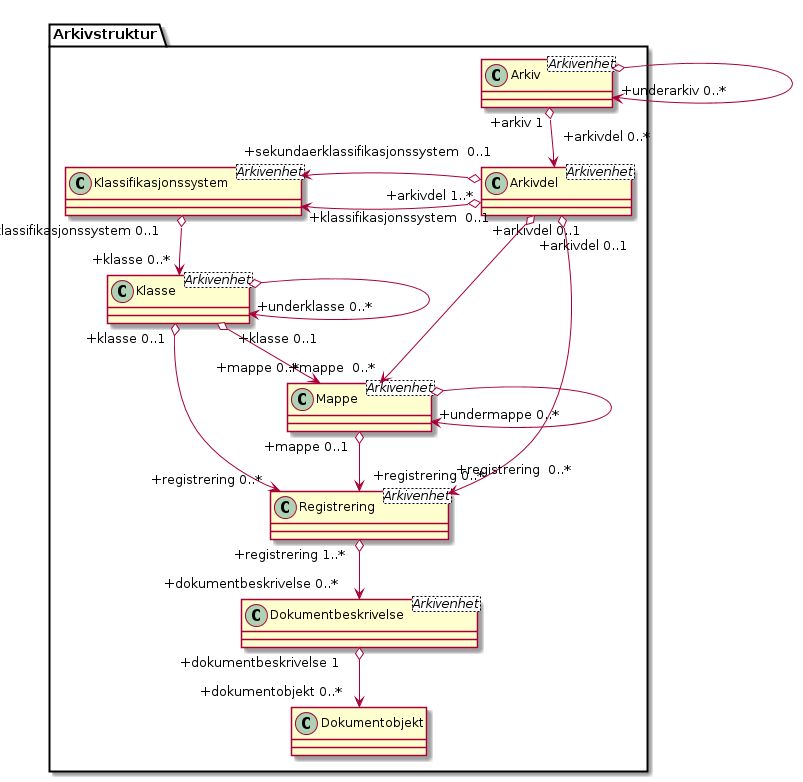 Arkivstruktur
C Arkiv Arkivenhet
+underarkiv 0..*
+arkiv 1
+arkivdel 0..*
+sekundaerklassifikasjonssystem 0..1
C Klassifikasjonssystem Arkivenhet
C Arkivdel Arkivenhet
+arkivdel 1..*
+klassifikasjonssystem 0..1
klassifikasjonssystem 0..1
+arkivdel 0..1
+arkivdel 0..1
+klasse 0..*
C Klasse Arkivenhet
+underklasse 0..*
+klasse 0..1
+klasse 0..1
+mappe 0..*
+mappe 0..*
C Mappe Arkivenhet
+undermappe 0..*
+mappe 0..1
+registrering 0..*
+registrering 0..*
+registrering 0..*
C Registrering Arkivenhet
+registrering 1..*
+dokumentbeskrivelse 0..*
C Dokumentbeskrivelse Arkivenhet
+dokumentbeskrivelse 1
+dokumentobjekt 0..*
C Dokumentobjekt